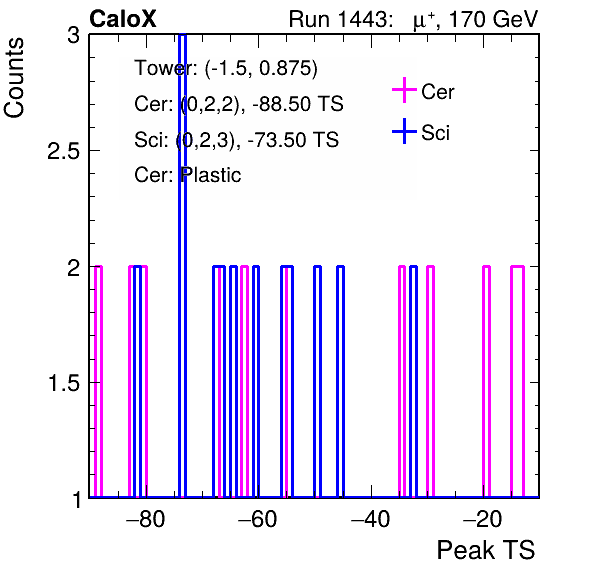 CaloX Run 1443: μ⁺, 170 GeV
Counts
3
2.5
2
1.5
1
Tower: (-1.5, 0.875)
Cer: (0,2,2), -88.50 TS
Sci: (0,2,3), -73.50 TS
Cer: Plastic
Cer
Sci
−80 −60 −40 −20
Peak TS